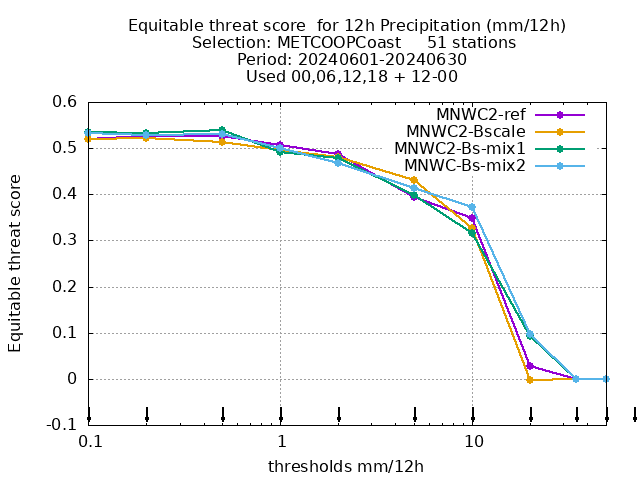 Equitable threat score  for 12h Precipitation (mm/12h)
Selection: METCOOPCoast     51 stations
Period: 20240601-20240630
Used 00,06,12,18 + 12-00
MNWC2-ref
MNWC2-Bscale
MNWC2-Bs-mix1
MNWC-Bs-mix2
Equitable threat score
0.6
0.5
0.4
0.3
0.2
0.1
0
-0.1
0.1 1 10
thresholds mm/12h